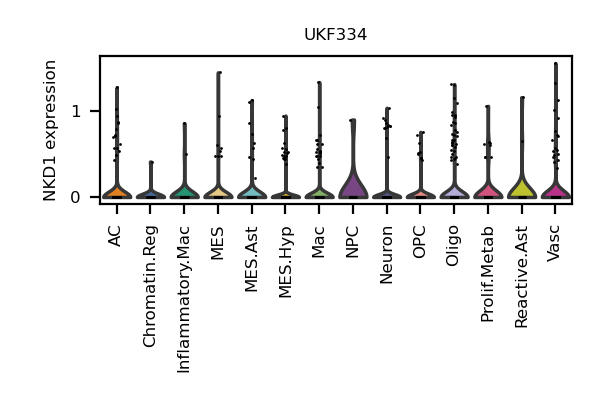 UKF334
NKD1 expression
1
0
AC
Chromatin.Reg
Inflammatory.Mac
MES
MES.Ast
MES.Hyp
Mac
NPC
Neuron
OPC
Oligo
Prolif.Metab
Reactive.Ast
Vasc